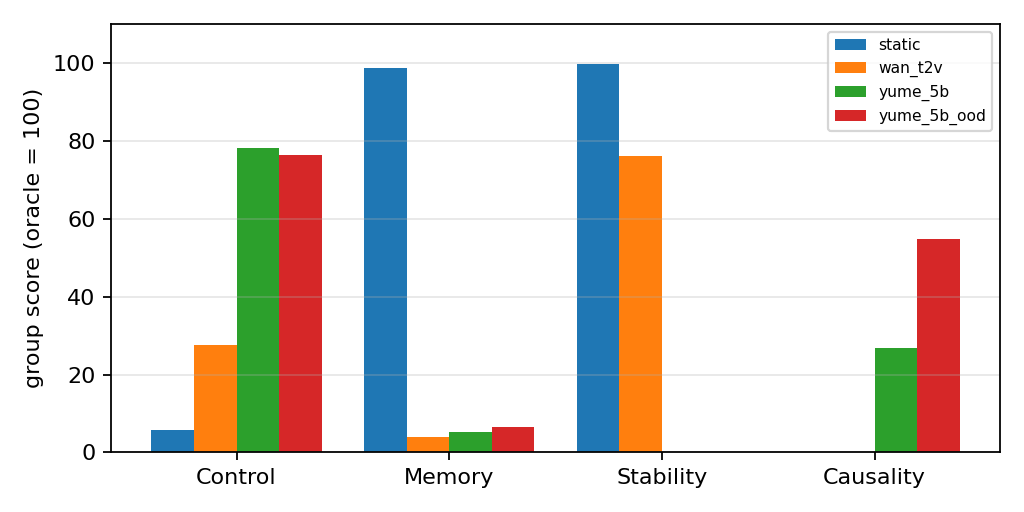 group score (oracle = 100)
100
80
60
40
20
0
static
wan_t2v
yume_5b
yume_5b_ood
Control
Memory
Stability
Causality